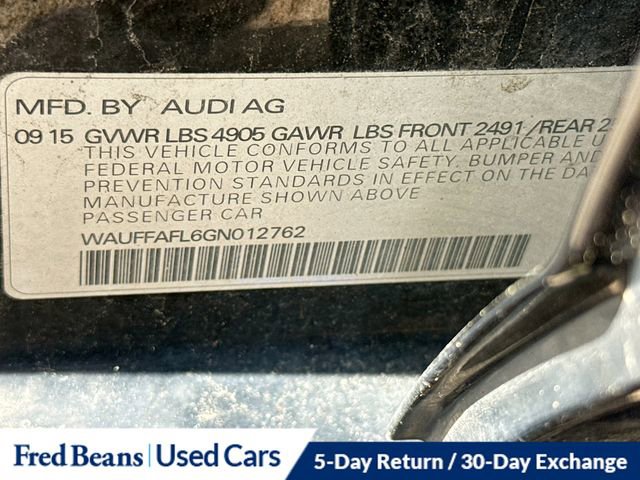 MFD. BY AUDI AG
09 15 GVWR LBS 4905 GAWR LBS FRONT 2491 /REAR
THIS VEHICLE CONFORMS TO ALL APPLICABLE
FEDERAL MOTOR VEHICLE SAFETY, BUMPER AND
PREVENTION STANDARDS IN EFFECT ON THE
MANUFACTURE SHOWN ABOVE
PASSENGER CAR
WAUFFAFL6GN012762
Fred Beans Used Cars 5-Day Return / 30-Day Exchange